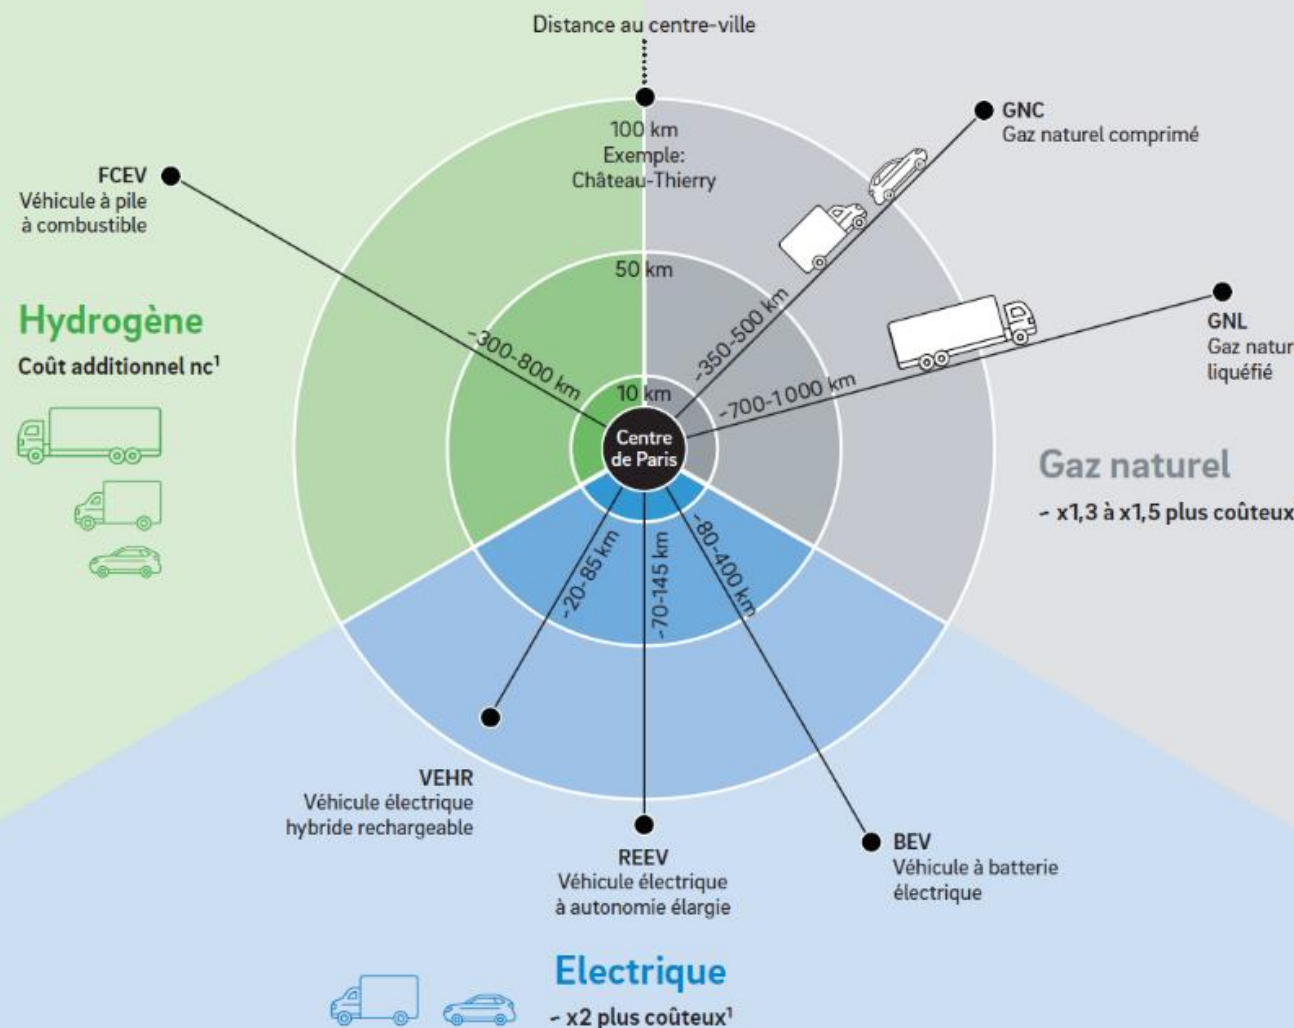 Distance au centre-ville
100 km
Exemple:
Château-Thierry
50 km
10 km
Centre
de Paris
GNC
Gaz naturel comprimé
~350-500 km
GNL
Gaz natur
liquéfié
~700-1 000 km
Gaz naturel
~ x1,3 à x1,5 plus coûteux
FCEV
Véhicule à pile
à combustible
~300-800 km
Hydrogène
Coût additionnel nc¹
~20-85 km
~70-145 km
~80-400 km
VEHR
Véhicule électrique
hybride rechargeable
REEV
Véhicule électrique
à autonomie élargie
BEV
Véhicule à batterie
électrique
Electrique
~ x2 plus coûteux¹